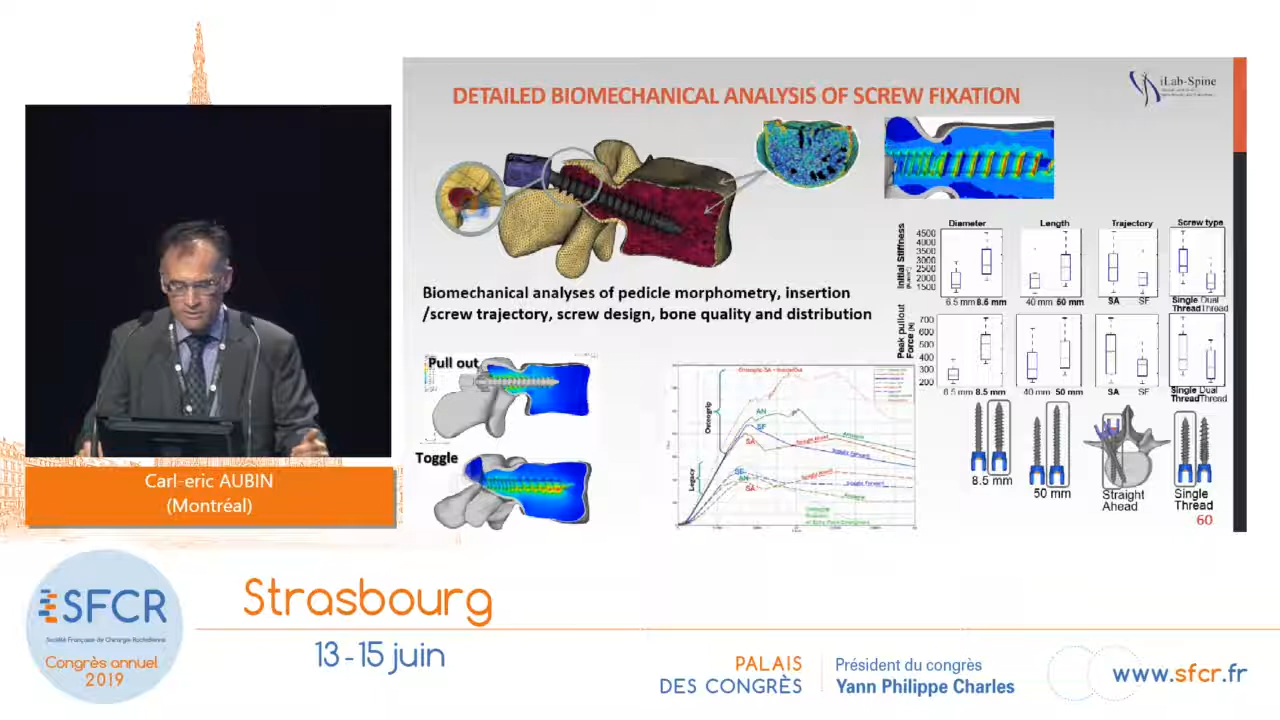 DETAILED BIOMECHANICAL ANALYSIS OF SCREW FIXATION
iLab-Spine
Biomechanical analyses of pedicle morphometry, insertion
/screw trajectory, screw design, bone quality and distribution
Pull out
Toggle
Osteogrip
Legacy
AN
SF
SA
SF
AN
SA
Diameter
Length
Trajectory
Screw type
Initial Stiffness
4500
4000
3500
3000
2500
2000
1500
6.5 mm 8.5 mm
40 mm 50 mm
SA SF
Single Dual
Thread Thread
Peak pullout
Force (N)
700
600
500
400
300
200
6.5 mm 8.5 mm
40 mm 50 mm
SA SF
Single Dual
Thread Thread
8.5 mm
50 mm
Straight
Ahead
Single
Thread
60
Carl-eric AUBIN
(Montréal)
SFCR
Société Française de Chirurgie Rachidienne
Congrès annuel
2019
Strasbourg
13-15 juin
PALAIS
DES CONGRÈS
Président du congrès
Yann Philippe Charles
www.sfcr.fr